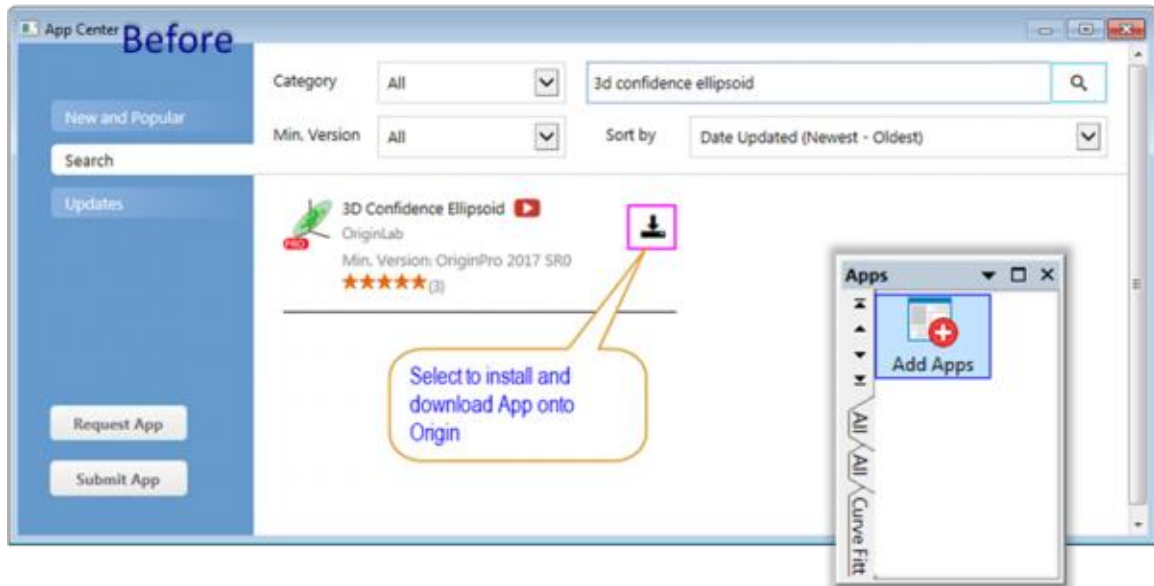 App Center
Before
Category
All
3d confidence ellipsoid
New and Popular
Min. Version
All
Sort by
Date Updated (Newest - Oldest)
Search
Updates
3D Confidence Ellipsoid
PRO
OriginLab
Min. Version: OriginPro 2017 SR0
(3)
Select to install and
download App onto
Origin
Request App
Submit App
Apps
Add Apps
All
All
Curve Fitt